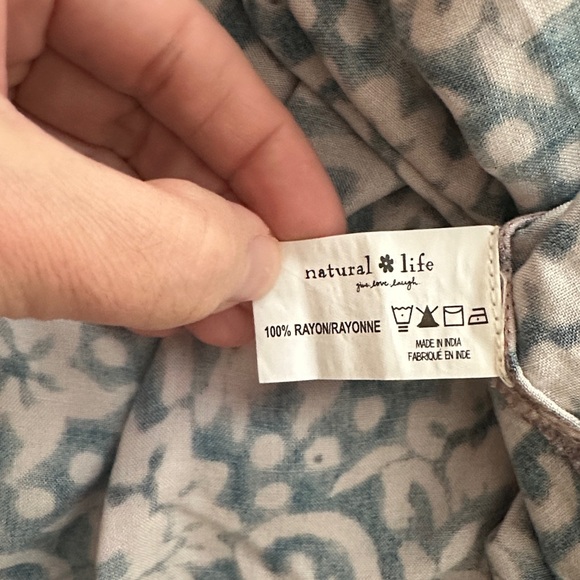 natural life
give love laugh
100% RAYON/RAYONNE
MADE IN INDIA
FABRIQUÉ EN INDE